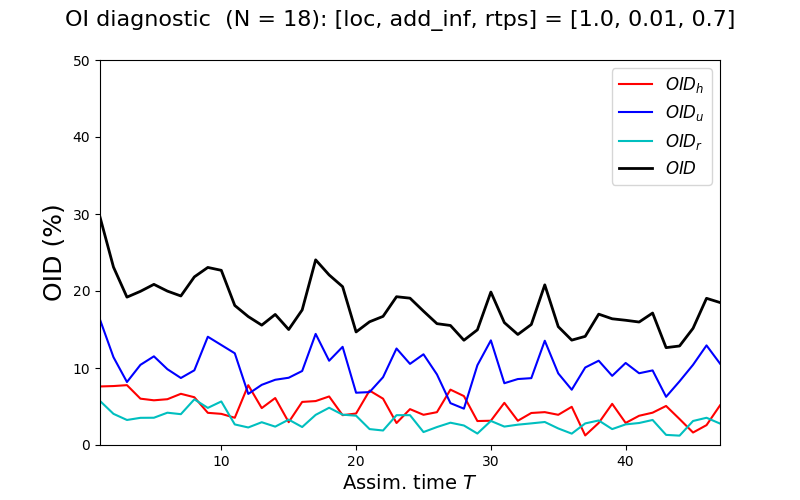 OI diagnostic (N = 18): [loc, add_inf, rtps] = [1.0, 0.01, 0.7]
50
40
30
20
10
0
OID (%)
OID_h
OID_u
OID_r
OID
10
20
30
40
Assim. time T